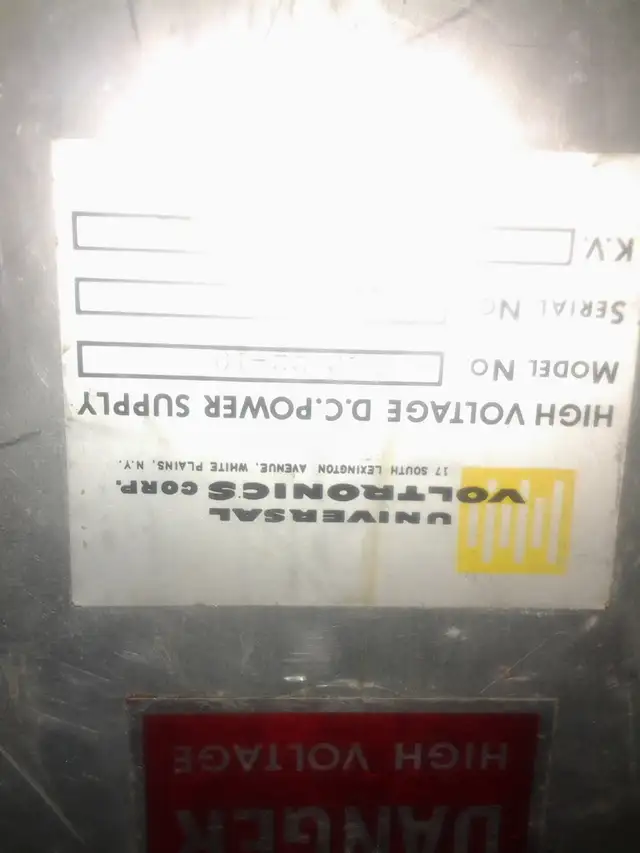 DANGER
HIGH VOLTAGE
UNIVERSAL
VOLTRONICS CORP.
17 SOUTH LEXINGTON AVENUE, WHITE PLAINS, N.Y.
HIGH VOLTAGE D.C. POWER SUPPLY
MODEL NO
SERIAL NO
K.V.